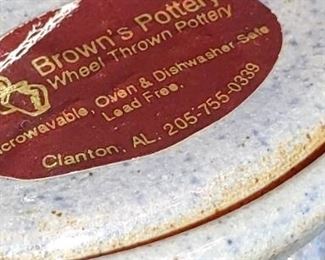 Brown's Pottery
Wheel Thrown Pottery
crowavable, Oven & Dishwasher Safe
Lead Free.
Clanton, AL. 205-755-0339